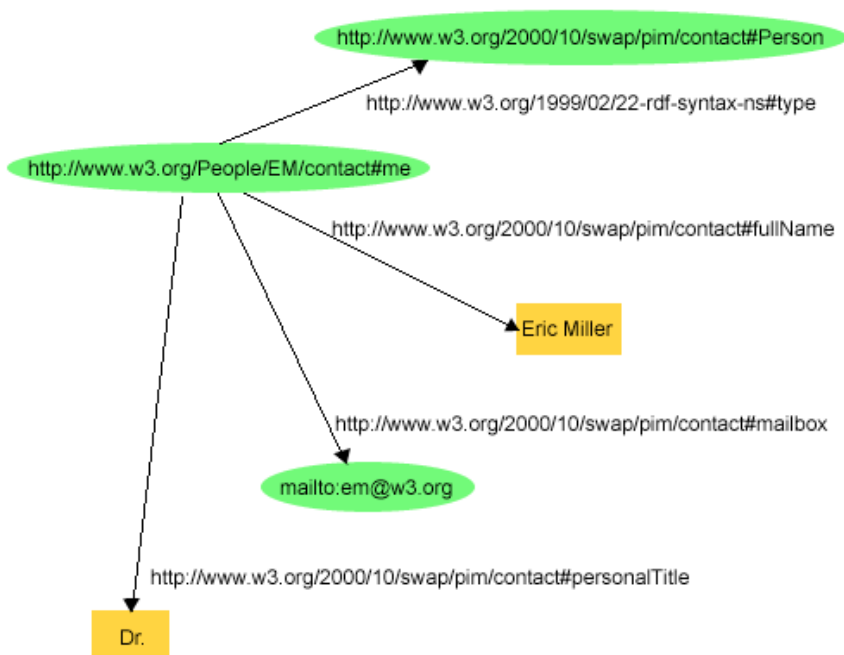 http://www.w3.org/2000/10/swap/pim/contact#Person
http://www.w3.org/1999/02/22-rdf-syntax-ns#type
http://www.w3.org/People/EM/contact#me
http://www.w3.org/2000/10/swap/pim/contact#fullName
Eric Miller
http://www.w3.org/2000/10/swap/pim/contact#mailbox
mailto:em@w3.org
http://www.w3.org/2000/10/swap/pim/contact#personalTitle
Dr.